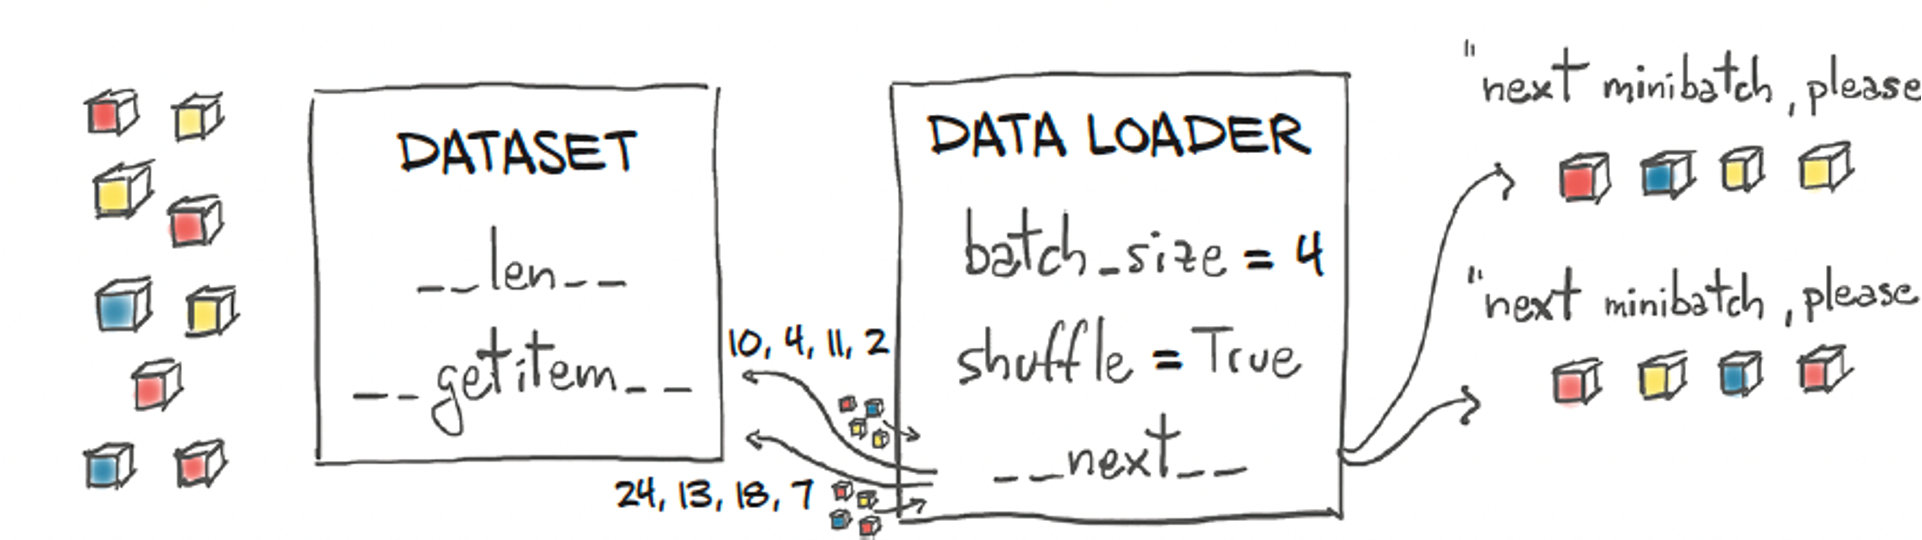 DATASET
__len__
__getitem__
10, 4, 11, 2
24, 13, 18, 7
DATA LOADER
batch_size = 4
shuffle = True
__next__
"next minibatch, please
"next minibatch, please